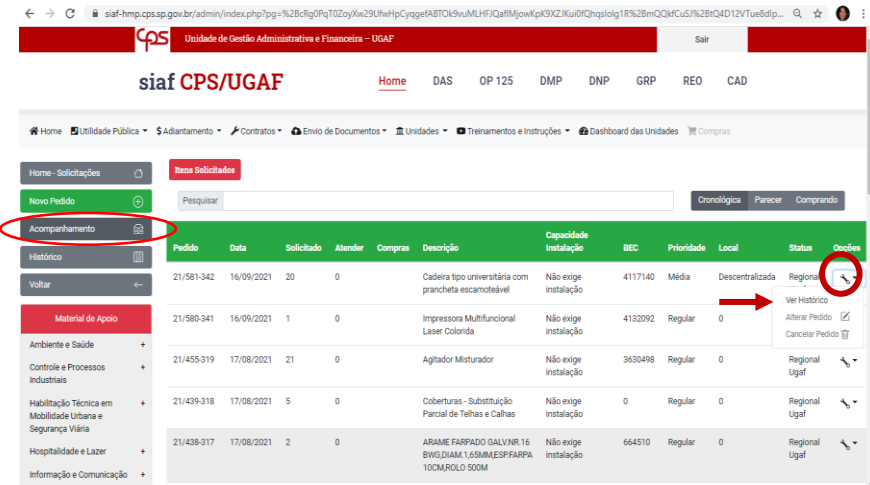 siaf-hmp.cps.sp.gov.br/admin/index.php?pg=
cps Unidade de Gestão Administrativa e Financeira – UGAF Sair
siaf CPS/UGAF Home DAS OP 125 DMP DNP GRP REO CAD
Home Utilidade Pública $ Adiantamento Contratos Envio de Documentos Unidades Treinamentos e Instruções Dashboard das Unidades Compras
Home - Solicitações
Novo Pedido
Acompanhamento
Histórico
Voltar
Material de Apoio
Ambiente e Saúde +
Controle e Processos +
Industriais
Habilitação Técnica em +
Mobilidade Urbana e
Segurança Viária
Hospitalidade e Lazer +
Informação e Comunicação +
Itens Solicitados
Pesquisar Cronológica Parecer Comprando
Pedido Data Solicitado Atender Compras Descrição Capacidade Instalação BEC Prioridade Local Status Opções
21/581-342 16/09/2021 20 0 Cadeira tipo universitária com Não exige 4117140 Média Descentralizada Regional
prancheta escamoteável instalação Ugaf
Ver Histórico
Alterar Pedido
Cancelar Pedido
21/580-341 16/09/2021 1 0 Impressora Multifuncional Não exige 4132092 Regular 0
Laser Colorida instalação
21/455-319 17/08/2021 21 0 Agitador Misturador Não exige 3630498 Regular 0 Regional
instalação Ugaf
21/439-318 17/08/2021 5 0 Coberturas - Substituição Não exige 0 Regular 0 Regional
Parcial de Telhas e Calhas instalação Ugaf
21/438-317 17/08/2021 2 0 ARAME FARPADO GALV.NR.16 Não exige 664510 Regular 0 Regional
BWG,DIAM.1,65MM,ESP.FARPA instalação Ugaf
10CM,ROLO 500M